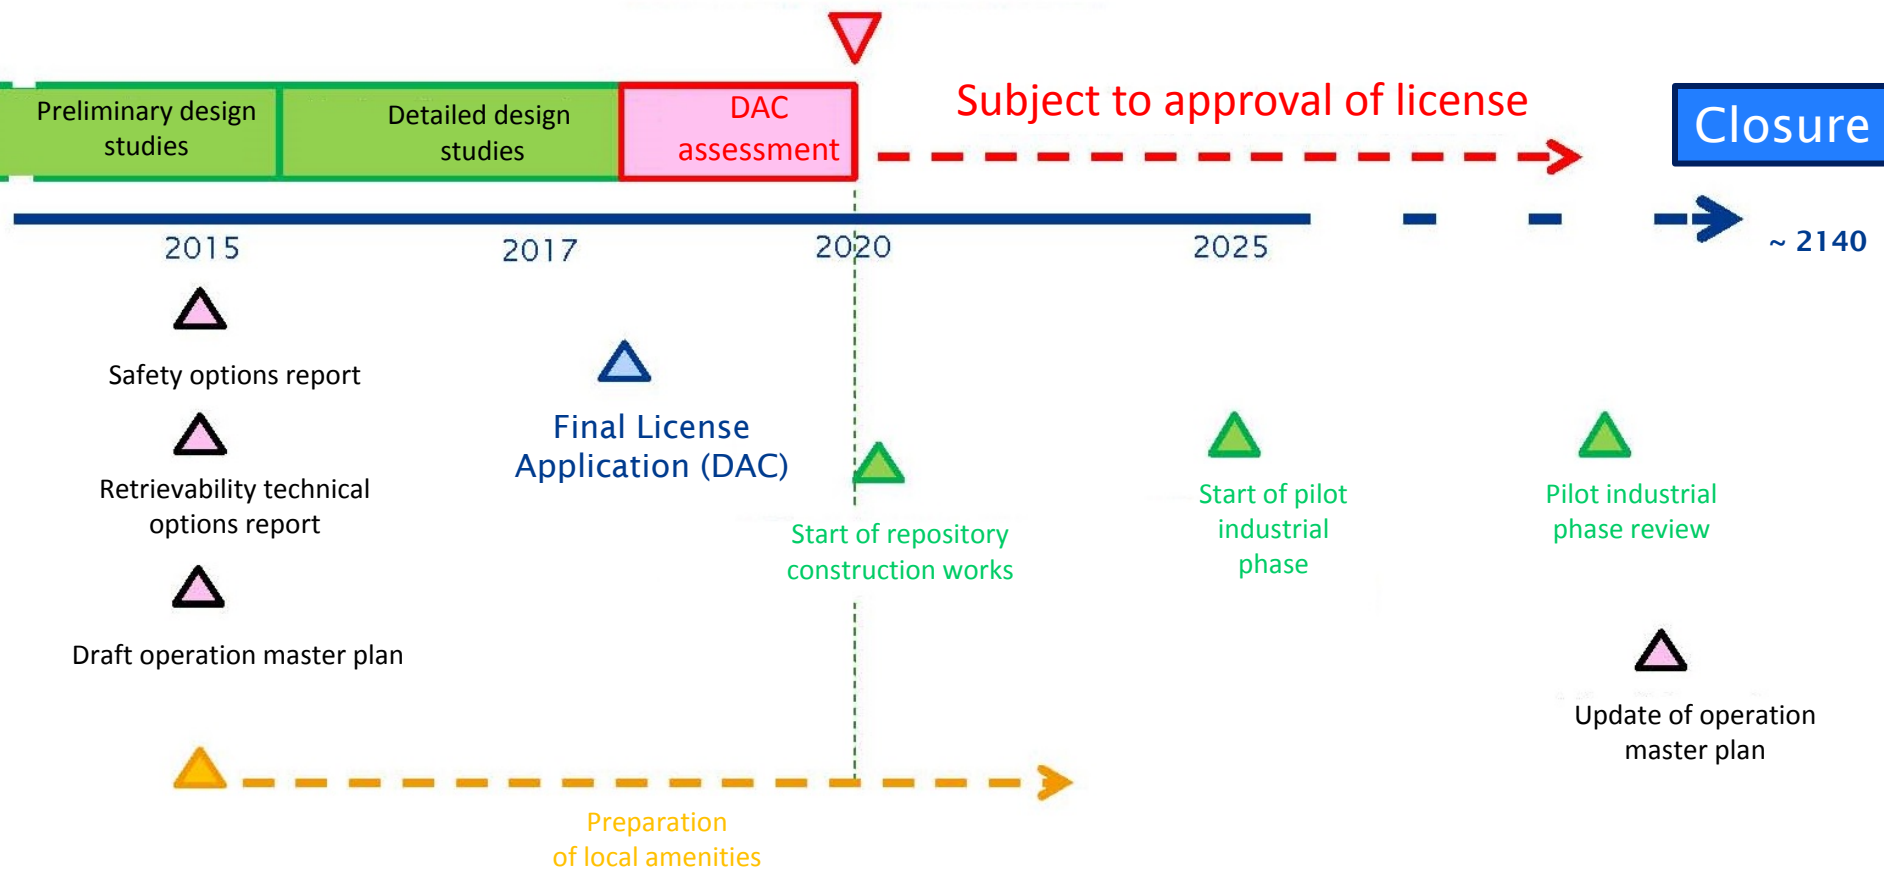 Preliminary design
studies
Detailed design
studies
DAC
assessment
Subject to approval of license
Closure
2015
2017
2020
2025
~ 2140
Safety options report
Retrievability technical
options report
Draft operation master plan
Final License
Application (DAC)
Start of repository
construction works
Start of pilot
industrial
phase
Pilot industrial
phase review
Update of operation
master plan
Preparation
of local amenities